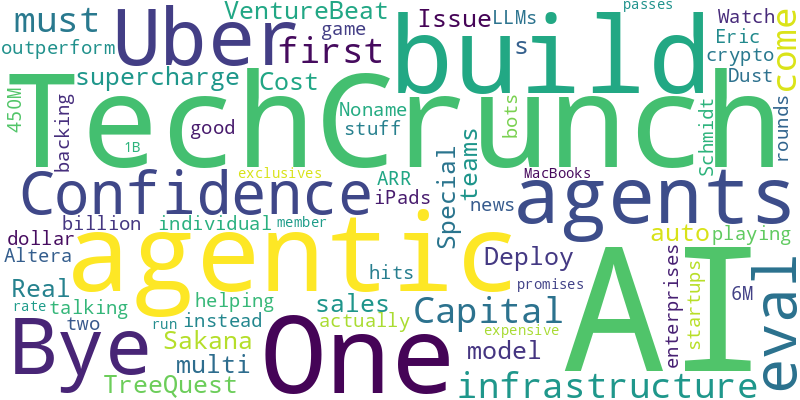 must
Uber
VentureBeat
game
first
Issue
LLMs
s
passes
Watch
Eric
crypto
Dust
come
outperform
supercharge
Cost
build
450M
TechCrunch
backing
1B
good
Noname
stuff
bots
Schmidt
rounds
Confidence
exclusives
ARR
iPads
Special
teams
news
MacBooks
agents
dollar
billion
individual
member
agentic
Altera
hits
Deploy
promises
auto
playing
Real
rate
talking
two
run
helping
instead
sales
actually
Capital
expensive
enterprises
startups
6M
eval
Bye
Sakana
multi
TreeQuest
One
model
infrastructure
AI